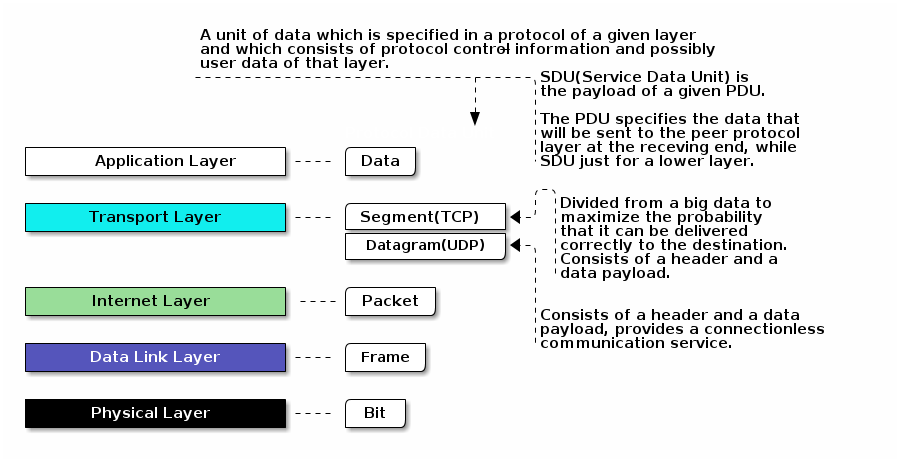 A unit of data which is specified in a protocol of a given layer
and which consists of protocol control information and possibly
user data of that layer.
SDU(Service Data Unit) is
the payload of a given PDU.
The PDU specifies the data that
will be sent to the peer protocol
layer at the receving end, while
SDU just for a lower layer.
Application Layer
Data
Transport Layer
Segment(TCP)
Datagram(UDP)
Divided from a big data to
maximize the probability
that it can be delivered
correctly to the destination.
Consists of a header and a
data payload.
Internet Layer
Packet
Consists of a header and a data
payload, provides a connectionless
communication service.
Data Link Layer
Frame
Physical Layer
Bit